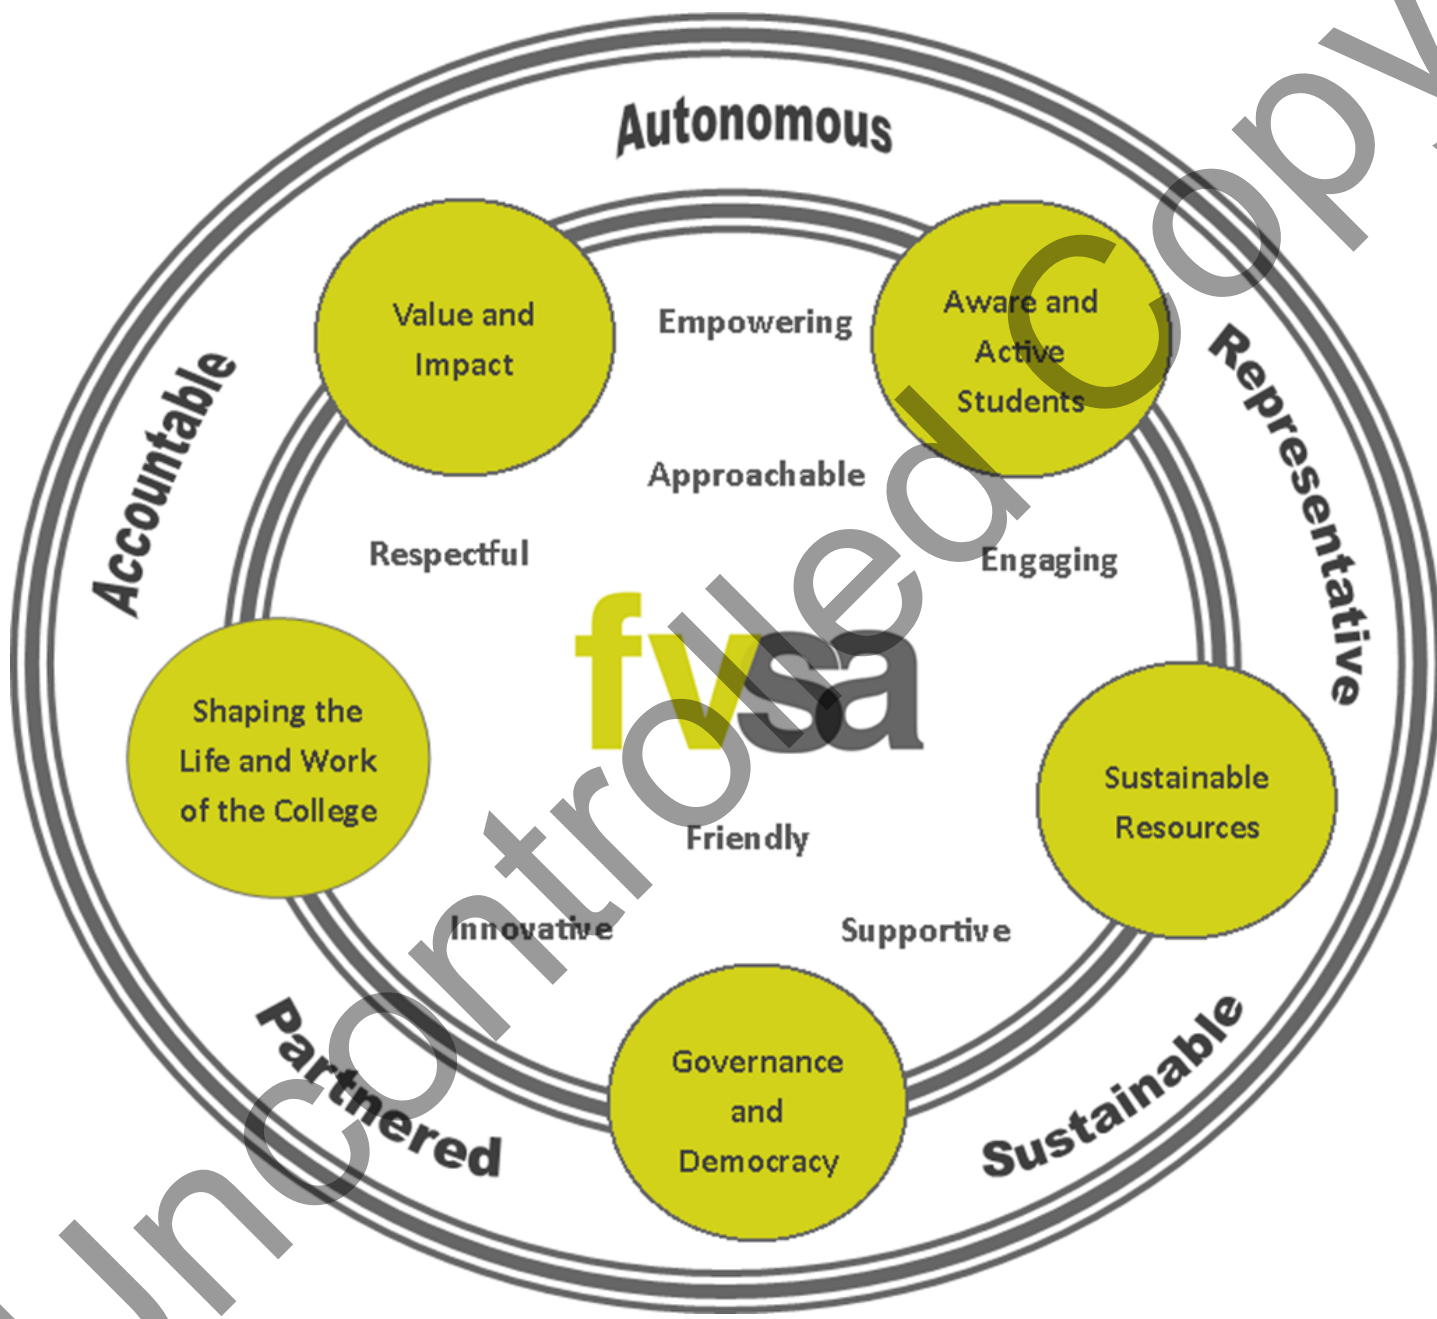 Autonomous
Value and
Impact
Empowering
Aware and
Active
Students
Accountable
Representative
Approachable
Respectful
Engaging
fvsa
Shaping the
Life and Work
of the College
Sustainable
Resources
Friendly
Innovative
Supportive
Partnered
Governance
and
Democracy
Sustainable
Uncontrolled Copy